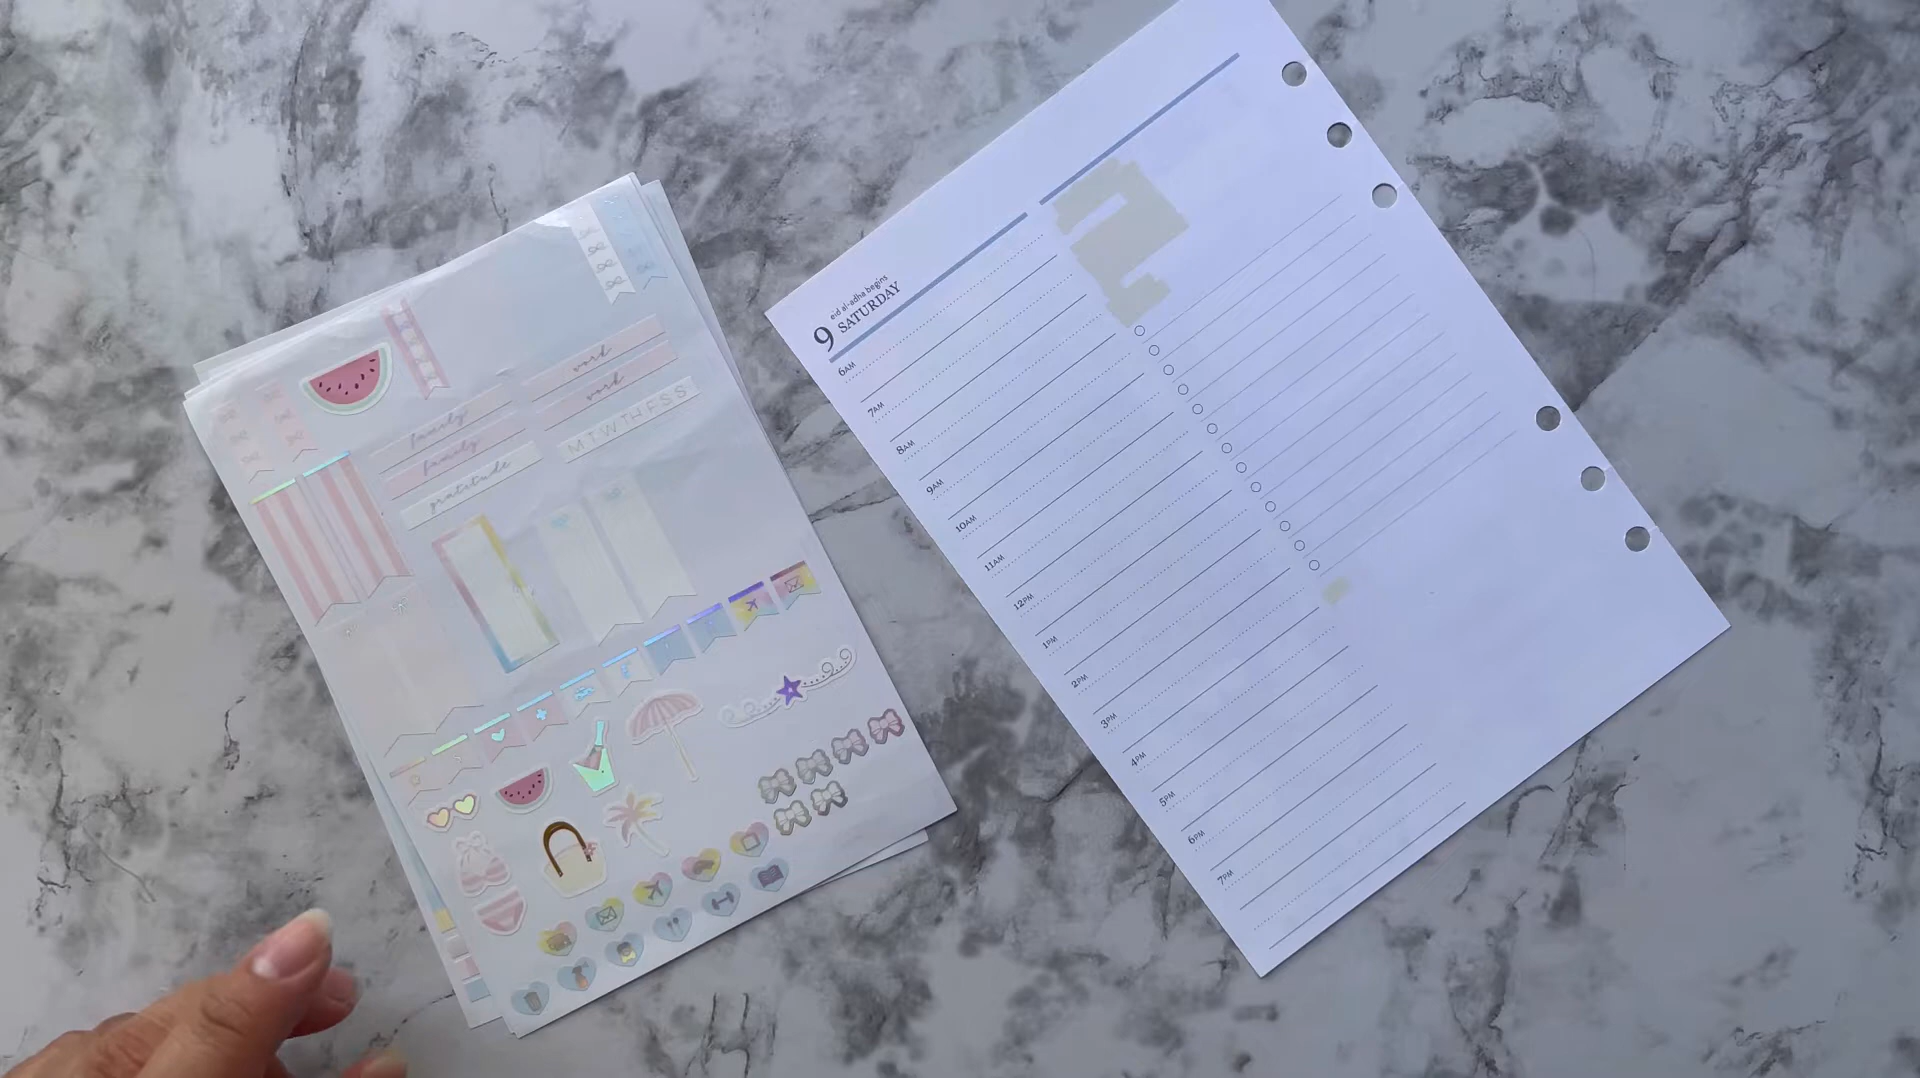 work
work
family
family
gratitude
M T W TH F S S
9
eid al-adha begins
SATURDAY
6AM
7AM
8AM
9AM
10AM
11AM
12PM
1PM
2PM
3PM
4PM
5PM
6PM
7PM